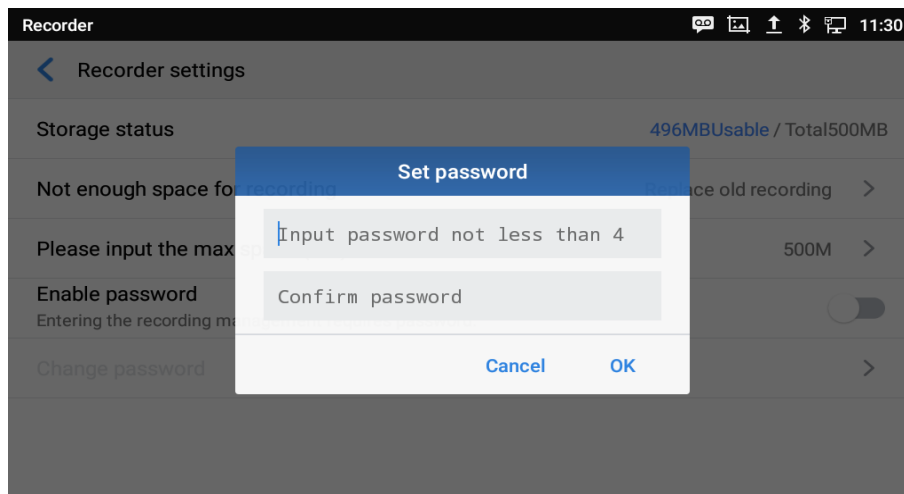 Recorder 11:30
Recorder settings
Storage status 496MBUsable / Total500MB
Set password
Not enough space for recording Replace old recording
Input password not less than 4
Please input the max 500M
Enable password
Confirm password
Entering the recording
Cancel OK
Change password